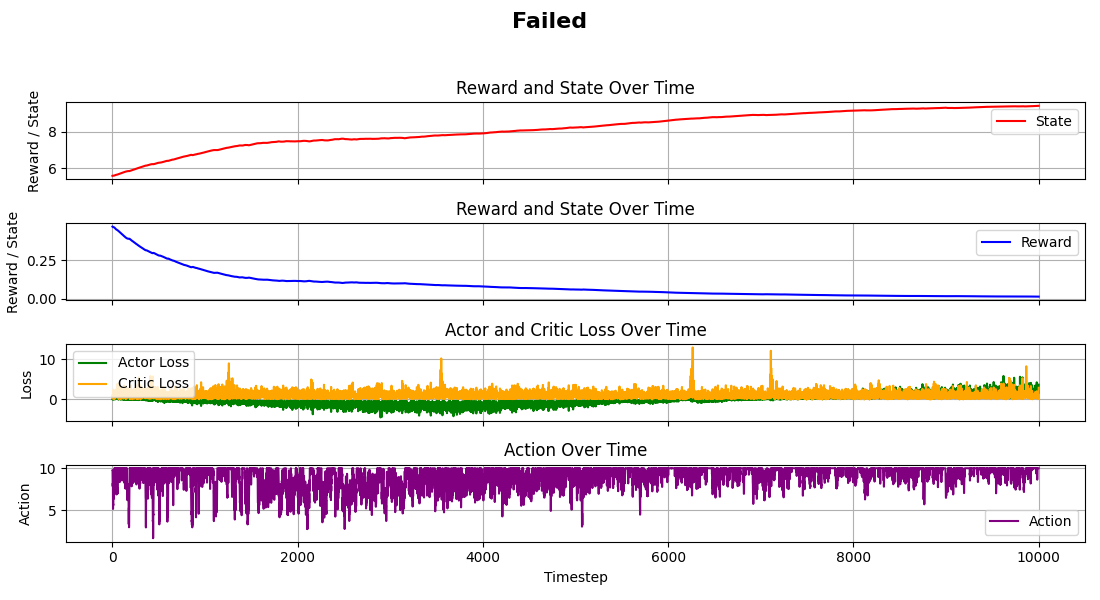 Failed
Reward and State Over Time
Reward / State
8
6
State
Reward and State Over Time
Reward / State
0.25
0.00
Reward
Actor and Critic Loss Over Time
Loss
10
0
Actor Loss
Critic Loss
Action Over Time
Action
10
5
Action
0 2000 4000 6000 8000 10000
Timestep